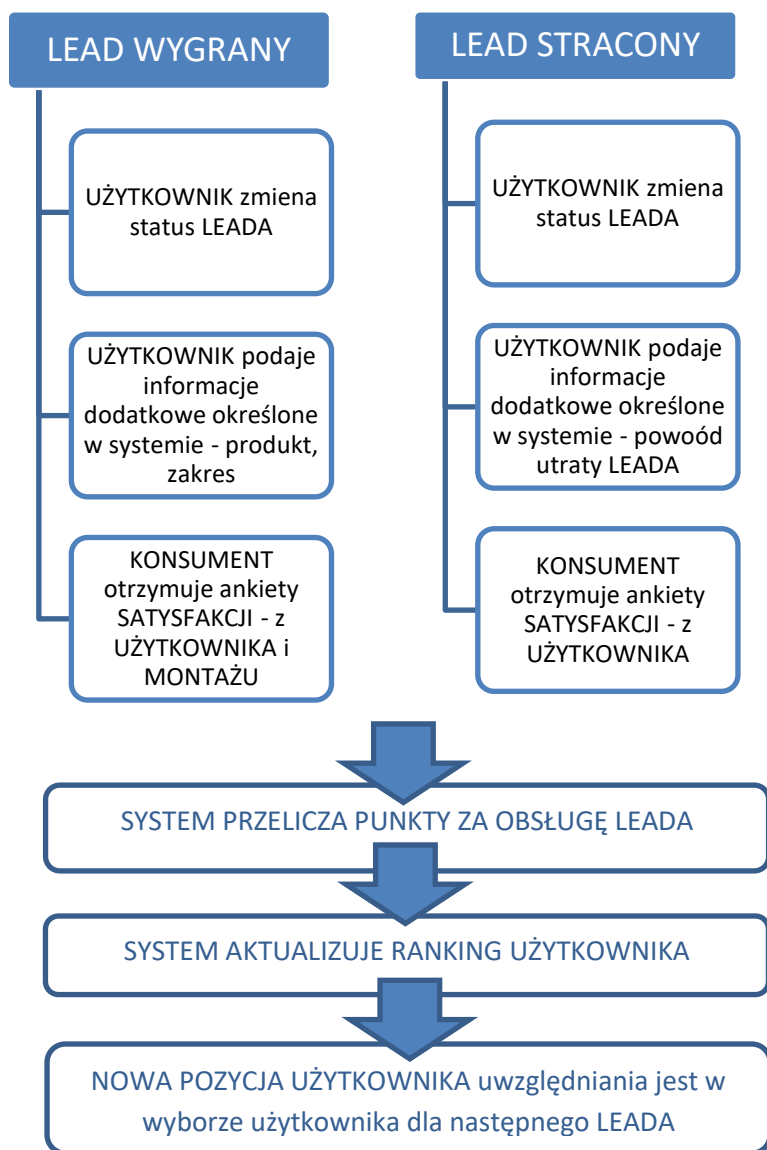 LEAD WYGRANY
UŻYTKOWNIK zmiena
status LEADA
UŻYTKOWNIK podaje
informacje
dodatkowe określone
w systemie - produkt,
zakres
KONSUMENT
otrzymuje ankiety
SATYSFAKCJI - z
UŻYTKOWNIKA i
MONTAŻU
LEAD STRACONY
UŻYTKOWNIK zmiena
status LEADA
UŻYTKOWNIK podaje
informacje
dodatkowe określone
w systemie - powoód
utraty LEADA
KONSUMENT
otrzymuje ankiety
SATYSFAKCJI - z
UŻYTKOWNIKA
SYSTEM PRZELICZA PUNKTY ZA OBSŁUGĘ LEADA
SYSTEM AKTUALIZUJE RANKING UŻYTKOWNIKA
NOWA POZYCJA UŻYTKOWNIKA uwzględniania jest w
wyborze użytkownika dla następnego LEADA